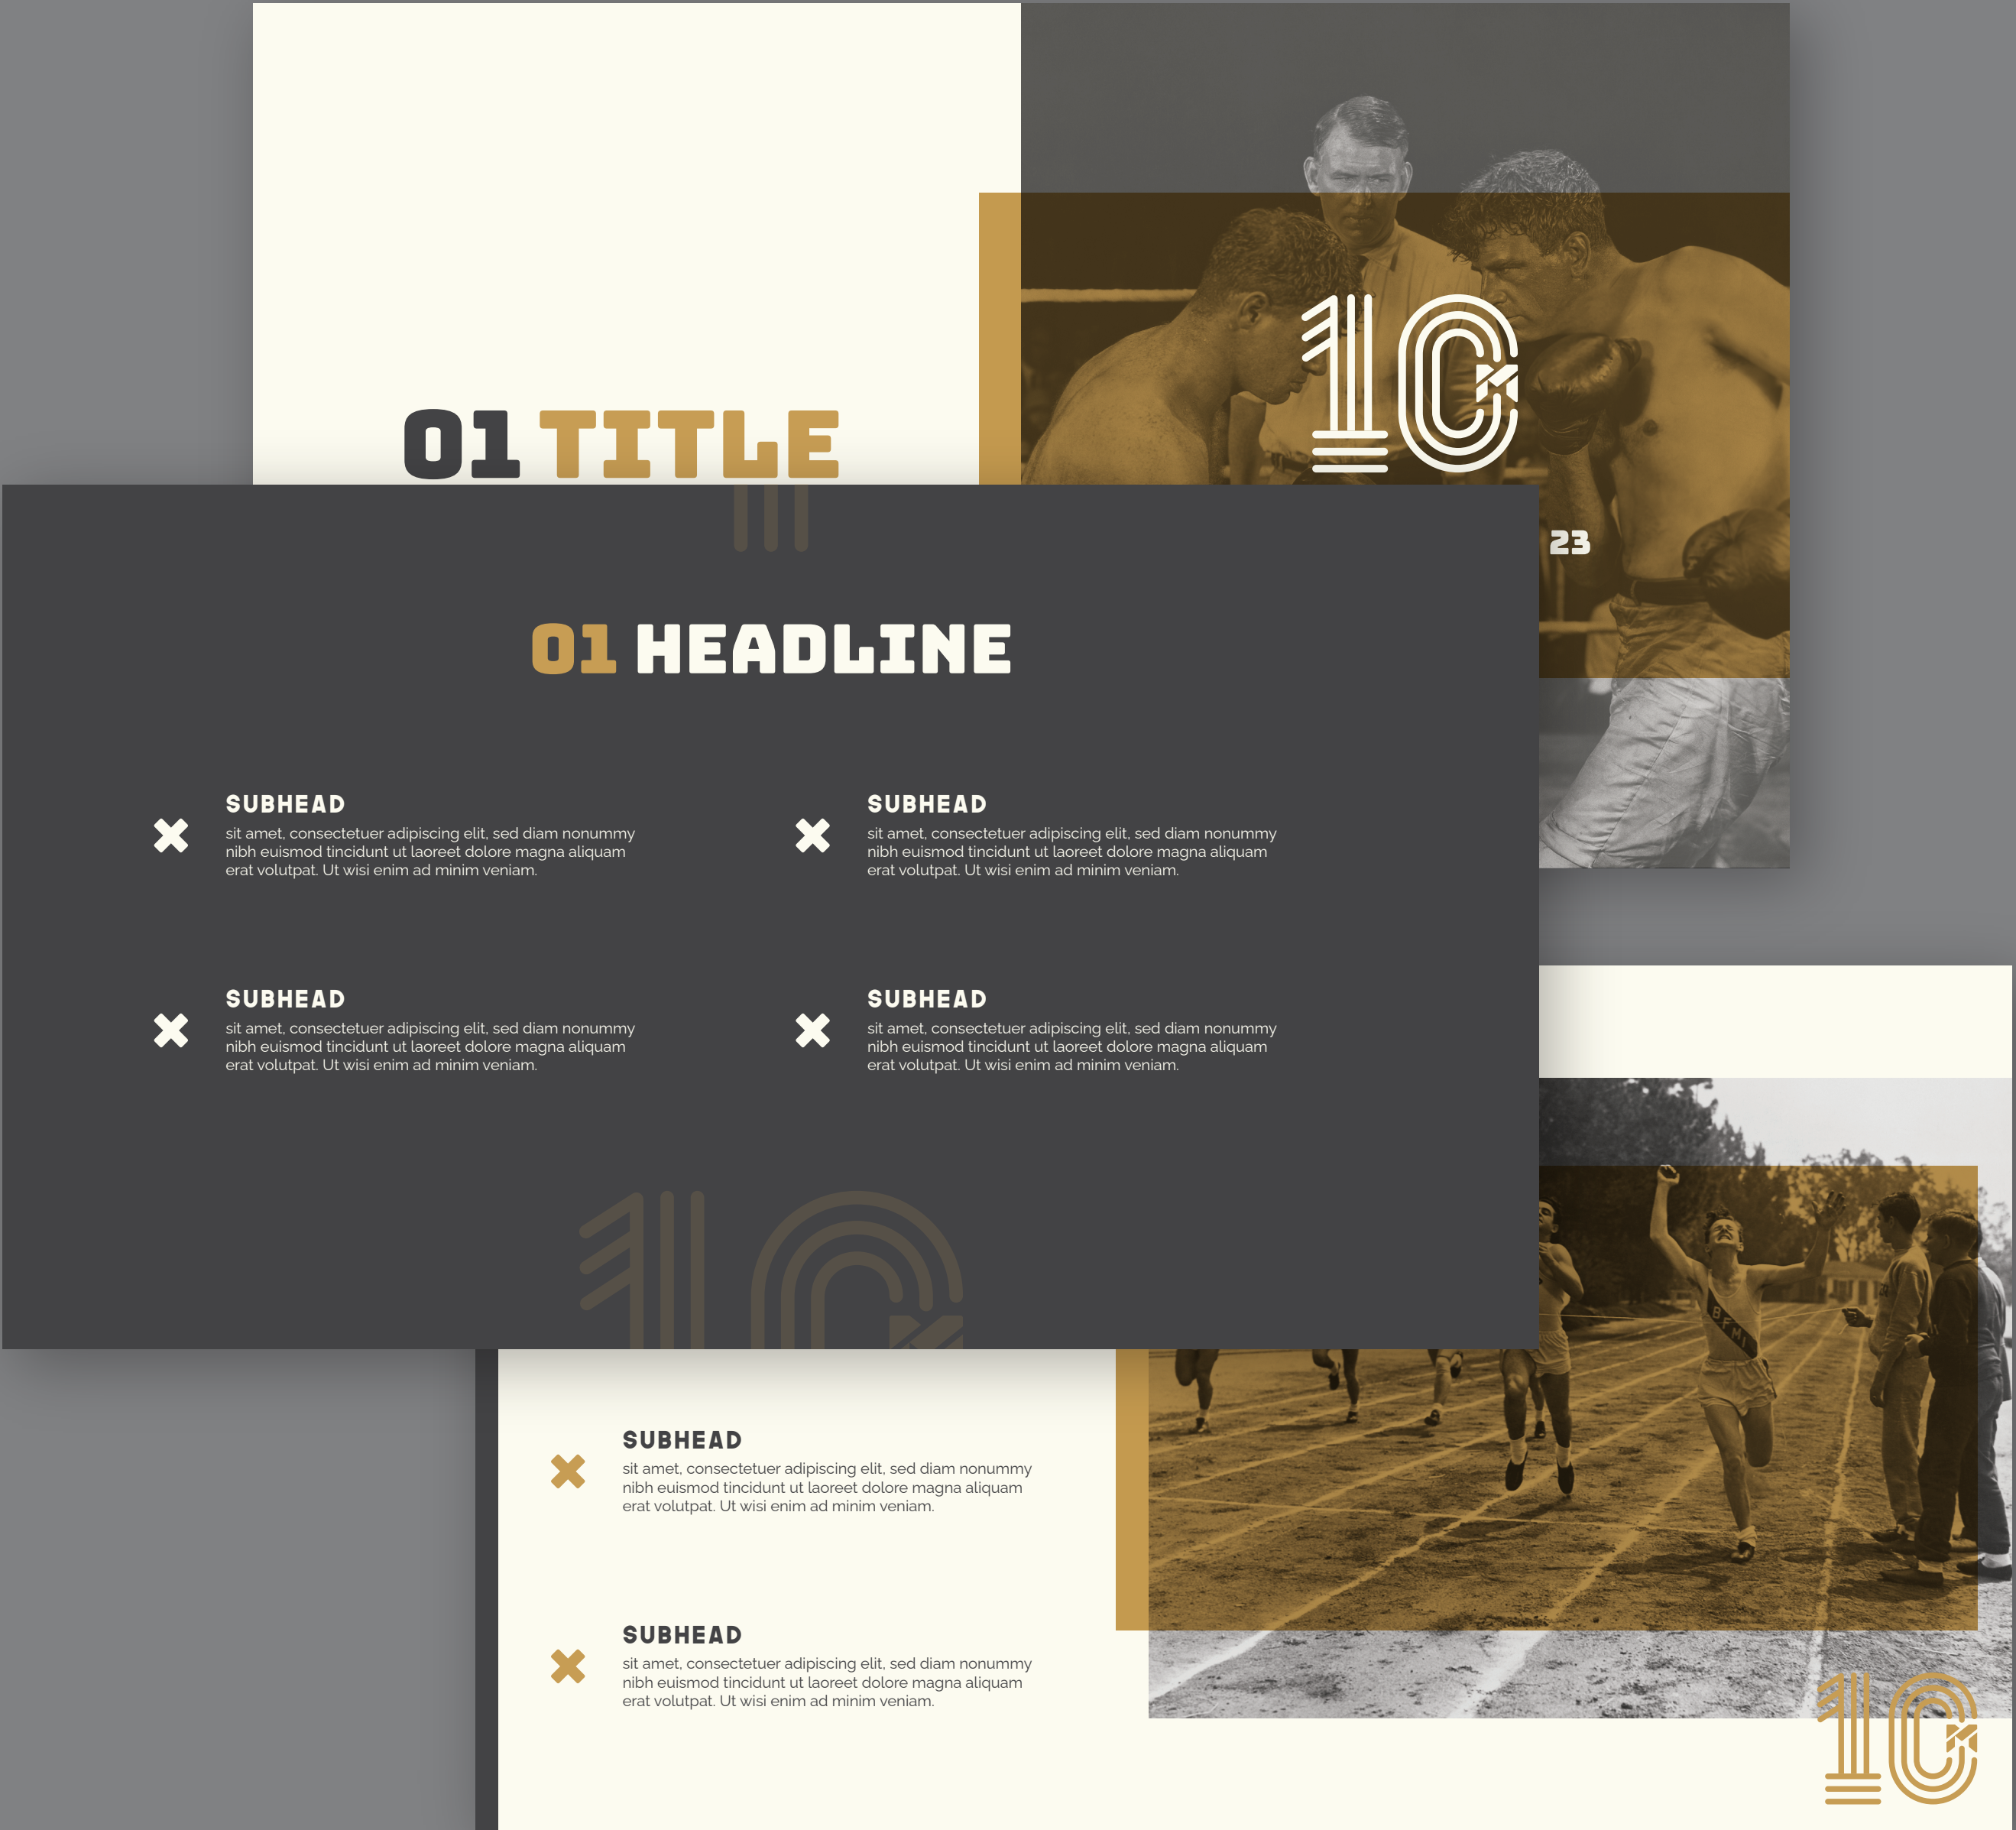 10
01 TITLE
23
01 HEADLINE
SUBHEAD
sit amet, consectetuer adipiscing elit, sed diam nonummy
nibh euismod tincidunt ut laoreet dolore magna aliquam
erat volutpat. Ut wisi enim ad minim veniam.
SUBHEAD
sit amet, consectetuer adipiscing elit, sed diam nonummy
nibh euismod tincidunt ut laoreet dolore magna aliquam
erat volutpat. Ut wisi enim ad minim veniam.
SUBHEAD
sit amet, consectetuer adipiscing elit, sed diam nonummy
nibh euismod tincidunt ut laoreet dolore magna aliquam
erat volutpat. Ut wisi enim ad minim veniam.
SUBHEAD
sit amet, consectetuer adipiscing elit, sed diam nonummy
nibh euismod tincidunt ut laoreet dolore magna aliquam
erat volutpat. Ut wisi enim ad minim veniam.
10
BFMI
SUBHEAD
sit amet, consectetuer adipiscing elit, sed diam nonummy
nibh euismod tincidunt ut laoreet dolore magna aliquam
erat volutpat. Ut wisi enim ad minim veniam.
SUBHEAD
sit amet, consectetuer adipiscing elit, sed diam nonummy
nibh euismod tincidunt ut laoreet dolore magna aliquam
erat volutpat. Ut wisi enim ad minim veniam.
10